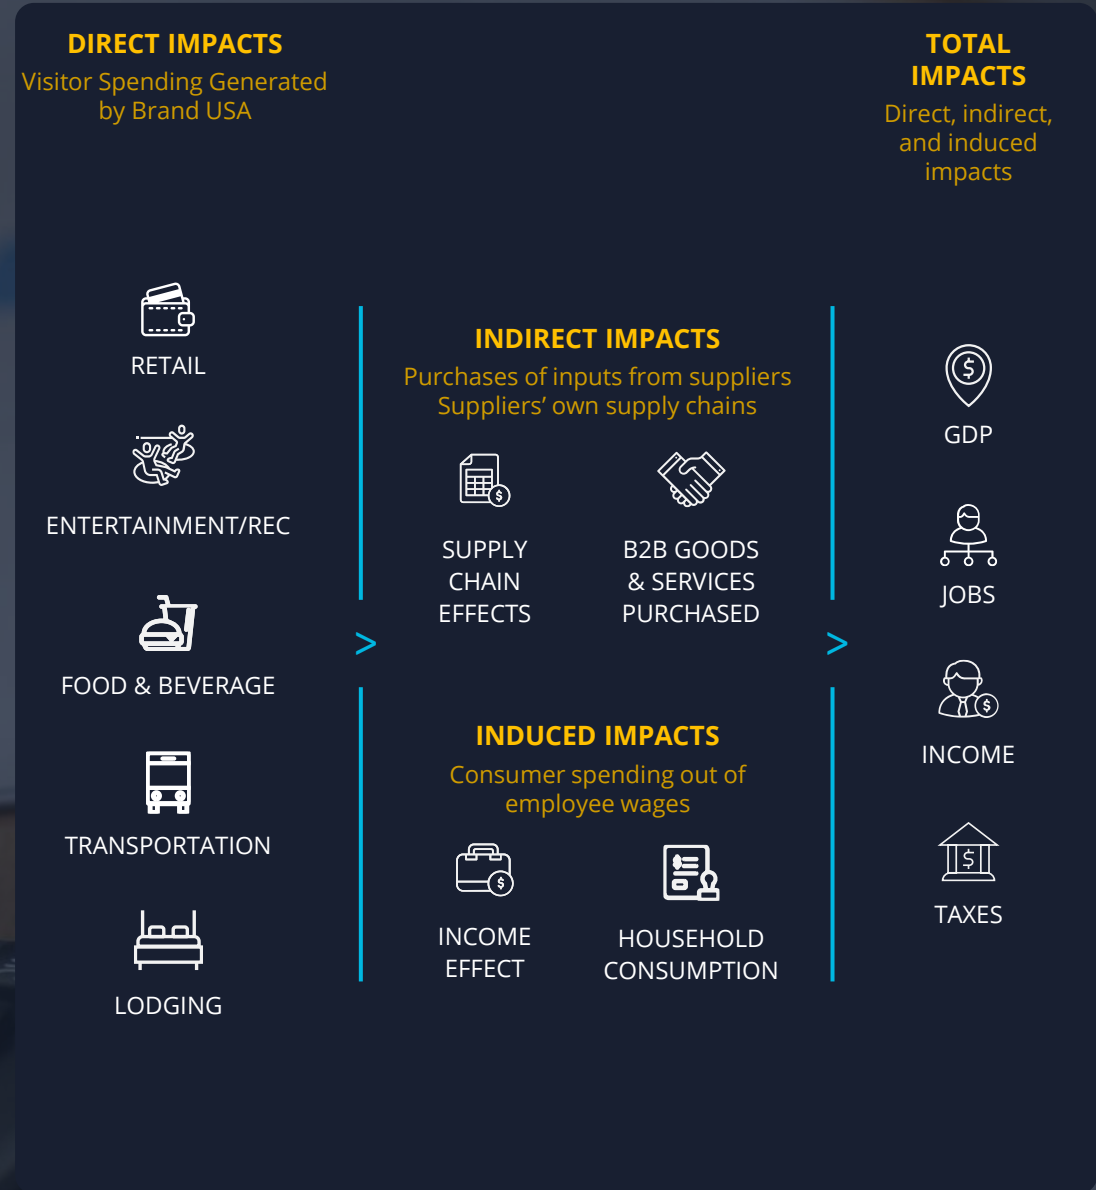 DIRECT IMPACTS
Visitor Spending Generated
by Brand USA
RETAIL
ENTERTAINMENT/REC
FOOD & BEVERAGE
TRANSPORTATION
LODGING
>
INDIRECT IMPACTS
Purchases of inputs from suppliers
Suppliers’ own supply chains
SUPPLY
CHAIN
EFFECTS
B2B GOODS
& SERVICES
PURCHASED
INDUCED IMPACTS
Consumer spending out of
employee wages
INCOME
EFFECT
HOUSEHOLD
CONSUMPTION
>
TOTAL
IMPACTS
Direct, indirect,
and induced
impacts
GDP
JOBS
INCOME
TAXES